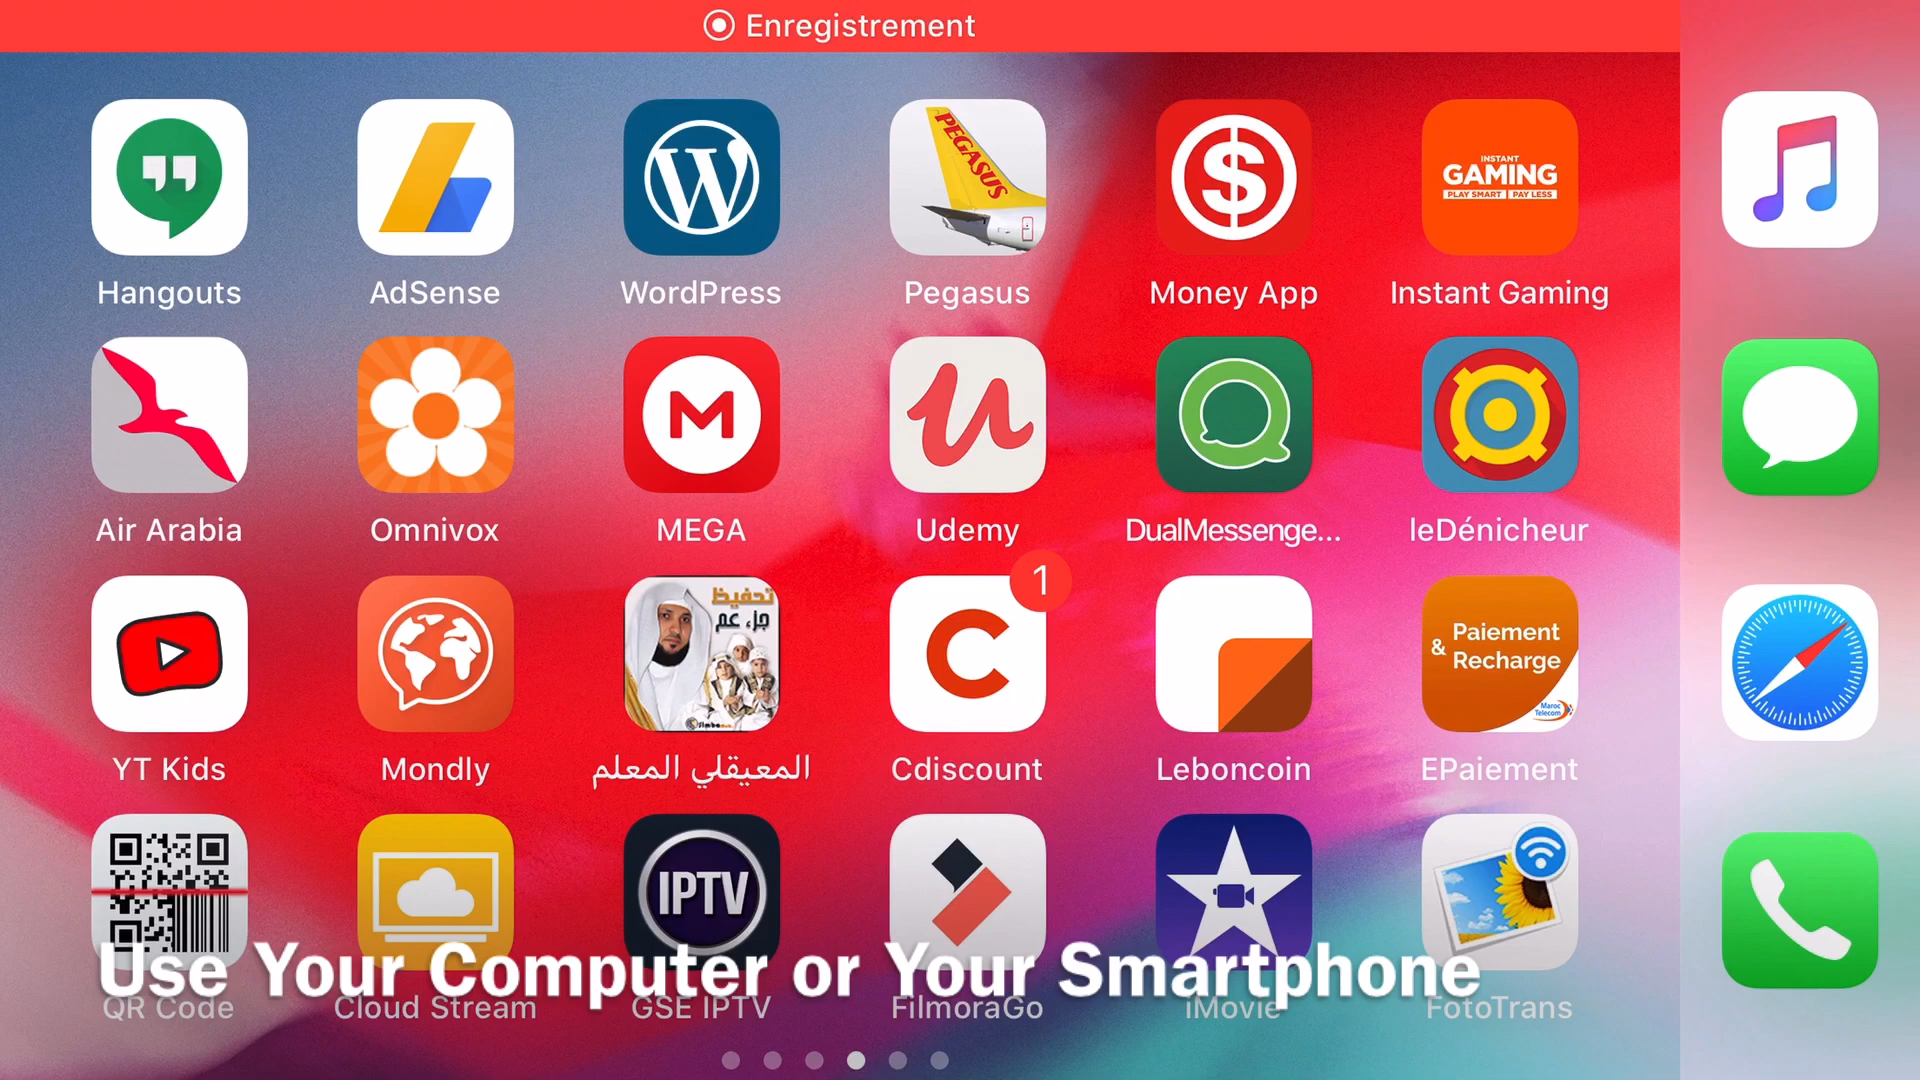 Enregistrement
PEGASUS
INSTANT
GAMING
PLAY SMART PAY LESS
Hangouts
AdSense
WordPress
Pegasus
Money App
Instant Gaming
Air Arabia
Omnivox
MEGA
Udemy
DualMessenge...
leDénicheur
تحفيظ
جزء عم
1
Paiement
& Recharge
Maroc
Telecom
YT Kids
Mondly
المعيقلي المعلم
Cdiscount
Leboncoin
EPaiement
IPTV
Use Your Computer or Your Smartphone
QR Code
Cloud Stream
GSE IPTV
FilmoraGo
iMovie
FotoTrans